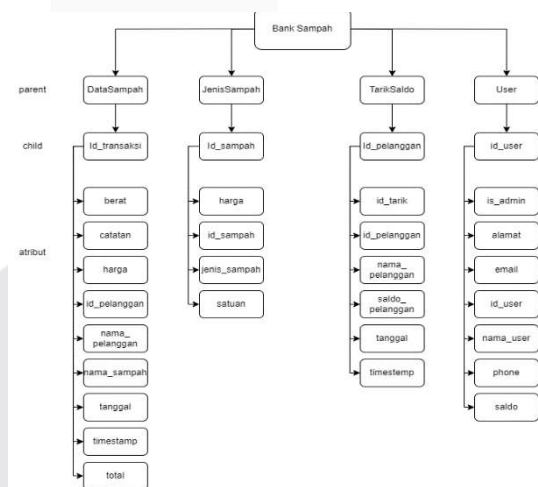 Bank Sampah
parent
DataSampah
JenisSampah
TarikSaldo
User
child
Id_transaksi
Id_sampah
Id_pelanggan
id_user
atribut
berat
catatan
harga
id_pelanggan
nama_
pelanggan
nama_sampah
tanggal
timestamp
total
harga
id_sampah
jenis_sampah
satuan
id_tarik
id_pelanggan
nama_
pelanggan
saldo_
pelanggan
tanggal
timestemp
is_admin
alamat
email
id_user
nama_user
phone
saldo